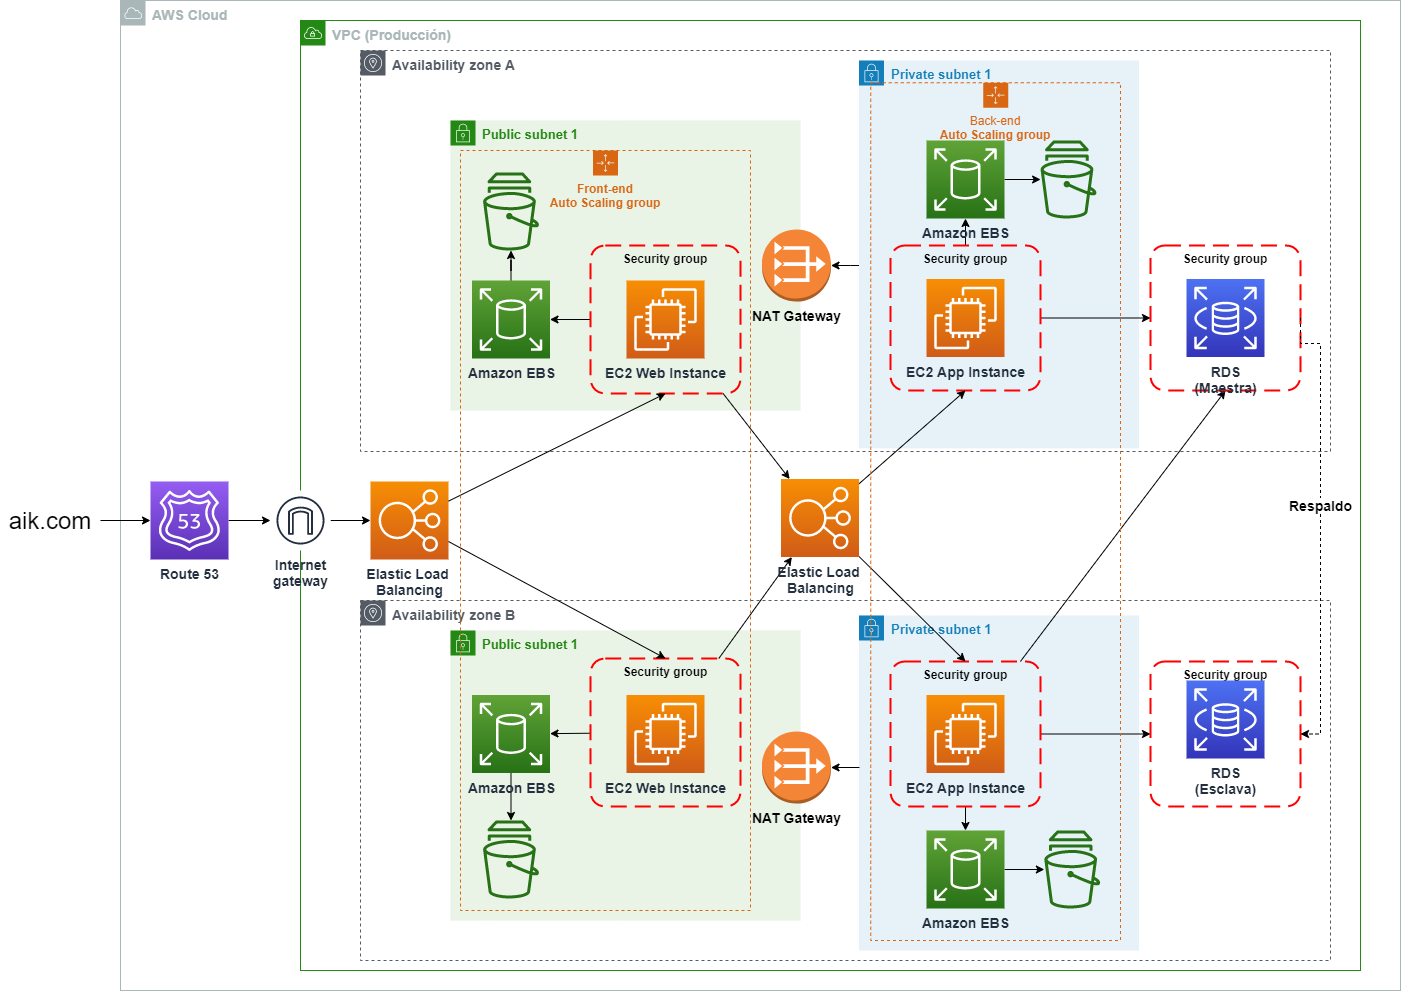 AWS Cloud
VPC (Producción)
Availability zone A
Private subnet 1
Back-end
Auto Scaling group
Public subnet 1
Front-end
Auto Scaling group
Amazon EBS
Security group
Security group
Security group
NAT Gateway
Amazon EBS
EC2 Web Instance
EC2 App Instance
RDS
(Maestra)
aik.com
53
Route 53
Internet
gateway
Elastic Load
Balancing
Elastic Load
Balancing
Respaldo
Availability zone B
Private subnet 1
Public subnet 1
Security group
Security group
Security group
Amazon EBS
EC2 Web Instance
EC2 App Instance
RDS
(Esclava)
NAT Gateway
Amazon EBS